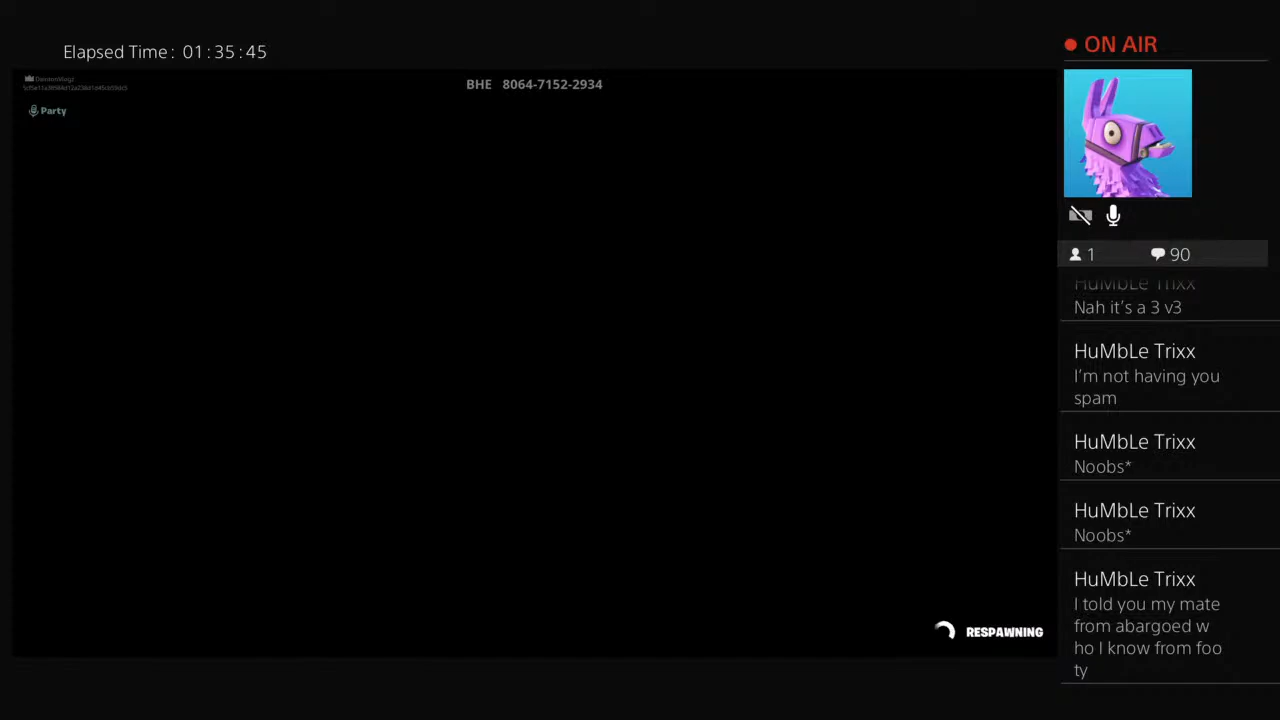 Elapsed Time: 01:35:45
ON AIR
BHE 8064-7152-2934
Party
1
90
HuMbLe Trixx
Nah it's a 3 v3
HuMbLe Trixx
I'm not having you
spam
HuMbLe Trixx
Noobs*
HuMbLe Trixx
Noobs*
HuMbLe Trixx
I told you my mate
from abargoed w
ho I know from foo
ty
RESPAWNING